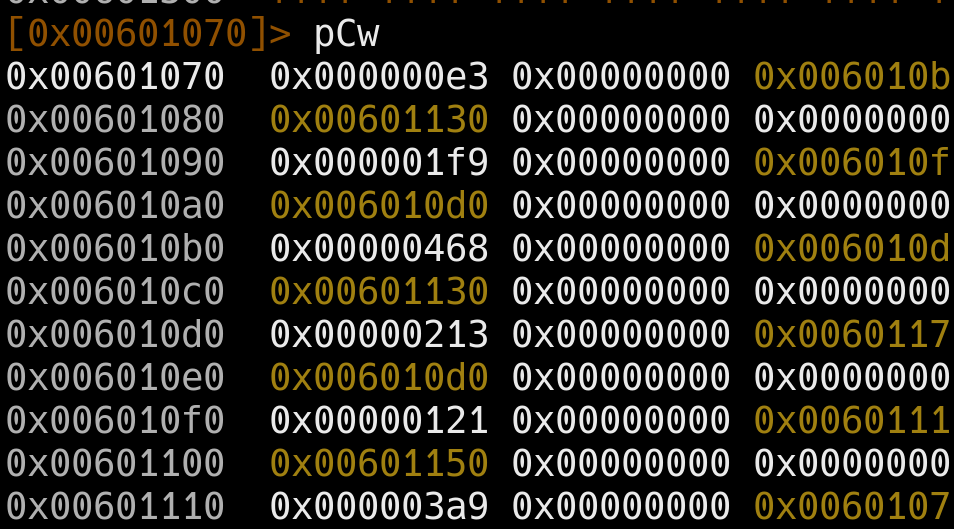 [0x00601070]> pCw
0x00601070 0x000000e3 0x00000000 0x006010b
0x00601080 0x00601130 0x00000000 0x0000000
0x00601090 0x000001f9 0x00000000 0x006010f
0x006010a0 0x006010d0 0x00000000 0x0000000
0x006010b0 0x00000468 0x00000000 0x006010d
0x006010c0 0x00601130 0x00000000 0x0000000
0x006010d0 0x00000213 0x00000000 0x0060117
0x006010e0 0x006010d0 0x00000000 0x0000000
0x006010f0 0x00000121 0x00000000 0x0060111
0x00601100 0x00601150 0x00000000 0x0000000
0x00601110 0x000003a9 0x00000000 0x0060107